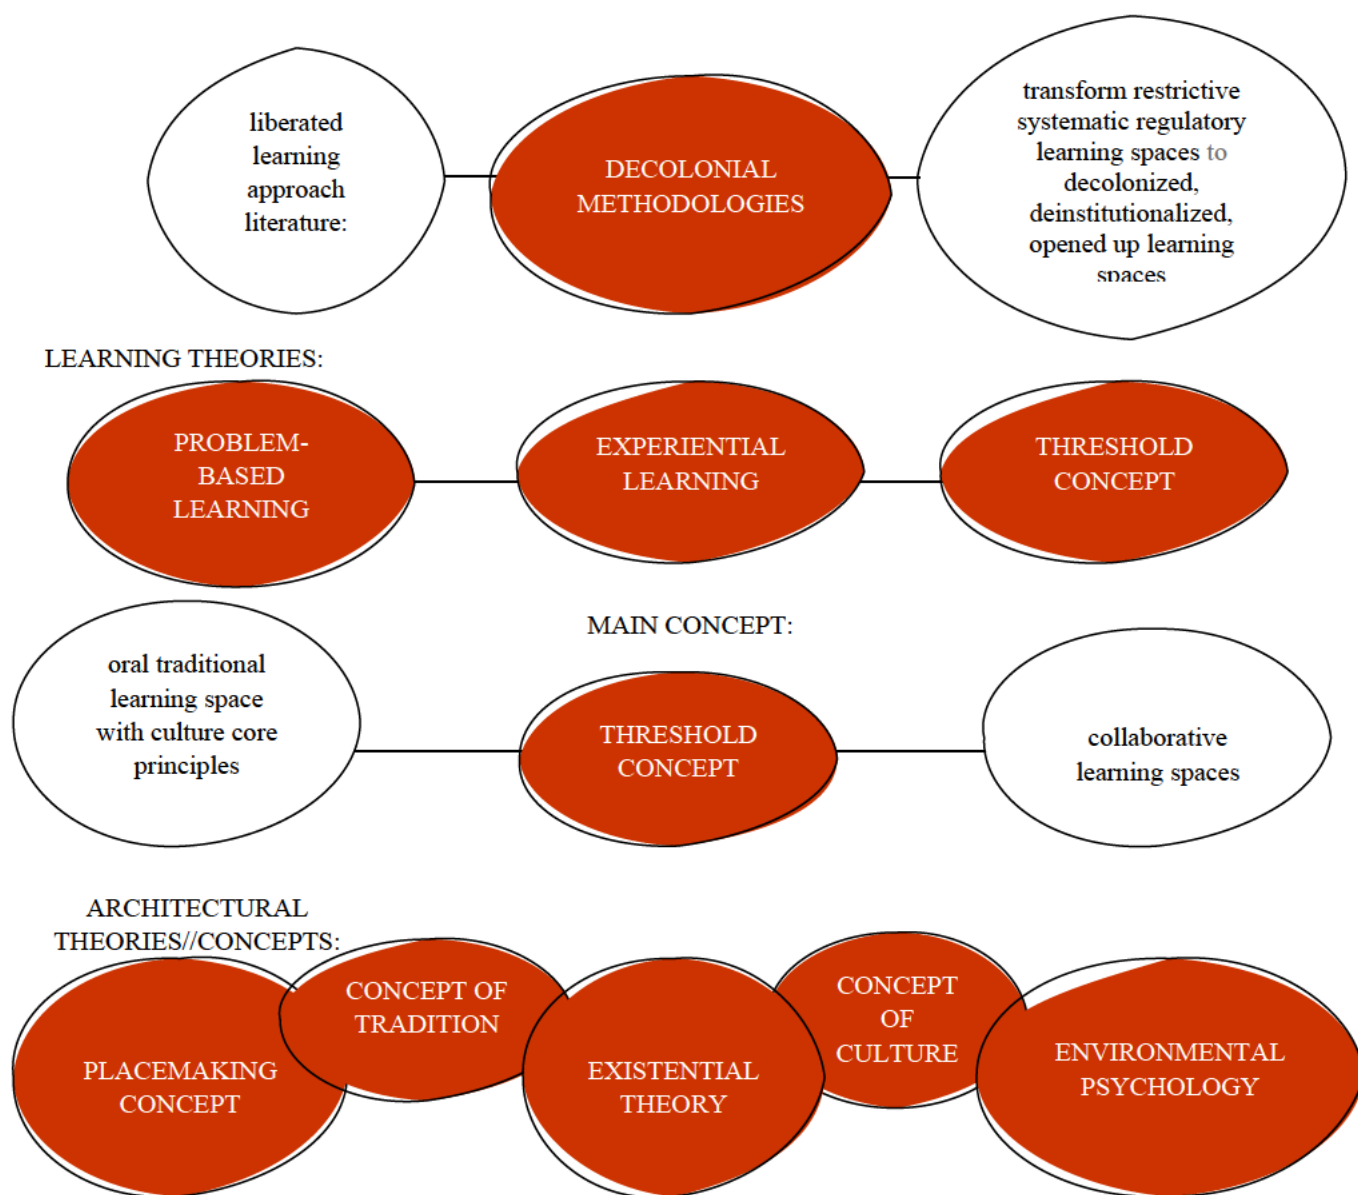 liberated
learning
approach
literature:
DECOLONIAL
METHODOLOGIES
transform restrictive
systematic regulatory
learning spaces to
decolonized,
deinstitutionalized,
opened up learning
spaces
LEARNING THEORIES:
PROBLEM-
BASED
LEARNING
EXPERIENTIAL
LEARNING
THRESHOLD
CONCEPT
MAIN CONCEPT:
oral traditional
learning space
with culture core
principles
THRESHOLD
CONCEPT
collaborative
learning spaces
ARCHITECTURAL
THEORIES//CONCEPTS:
PLACEMAKING
CONCEPT
CONCEPT OF
TRADITION
EXISTENTIAL
THEORY
CONCEPT
OF
CULTURE
ENVIRONMENTAL
PSYCHOLOGY